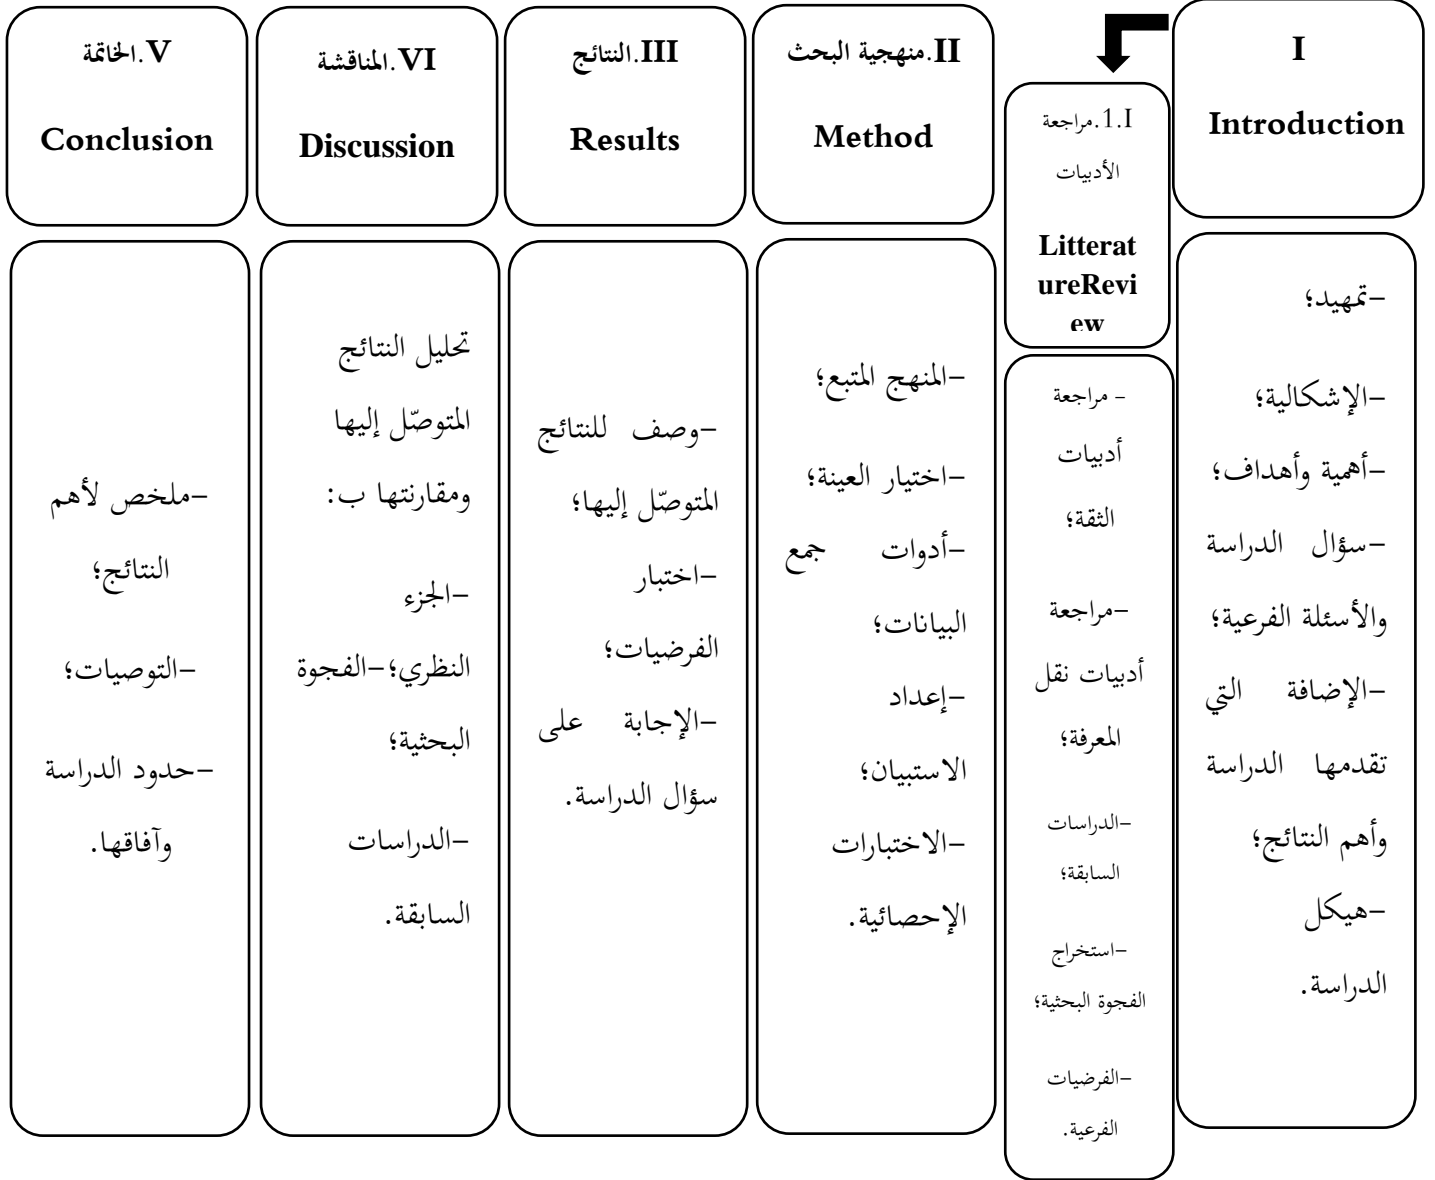 I
Introduction
–تمهيد؛
–الإشكالية؛
–أهمية وأهداف؛
–سؤال الدراسة
والأسئلة الفرعية؛
–الإضافة التي
تقدمها الدراسة
وأهم النتائج؛
–هيكل
الدراسة.
1.I.مراجعة
الأدبيات
Litterat
ureRevi
ew
– مراجعة
أدبيات
الثقة؛
–مراجعة
أدبيات نقل
المعرفة؛
–الدراسات
السابقة؛
–استخراج
الفجوة البحثية؛
–الفرضيات
الفرعية.
II.منهجية البحث
Method
–المنهج المتبع؛
–اختيار العينة؛
–أدوات جمع
البيانات؛
–إعداد
الاستبيان؛
–الاختبارات
الإحصائية.
III.النتائج
Results
–وصف للنتائج
المتوصّل إليها؛
–اختبار
الفرضيات؛
–الإجابة على
سؤال الدراسة.
VI.المناقشة
Discussion
تحليل النتائج
المتوصّل إليها
ومقارنتها ب:
–الجزء
النظري؛–الفجوة
البحثية؛
–الدراسات
السابقة.
V.الخاتمة
Conclusion
–ملخص لأهم
النتائج؛
–التوصيات؛
–حدود الدراسة
وآفاقها.